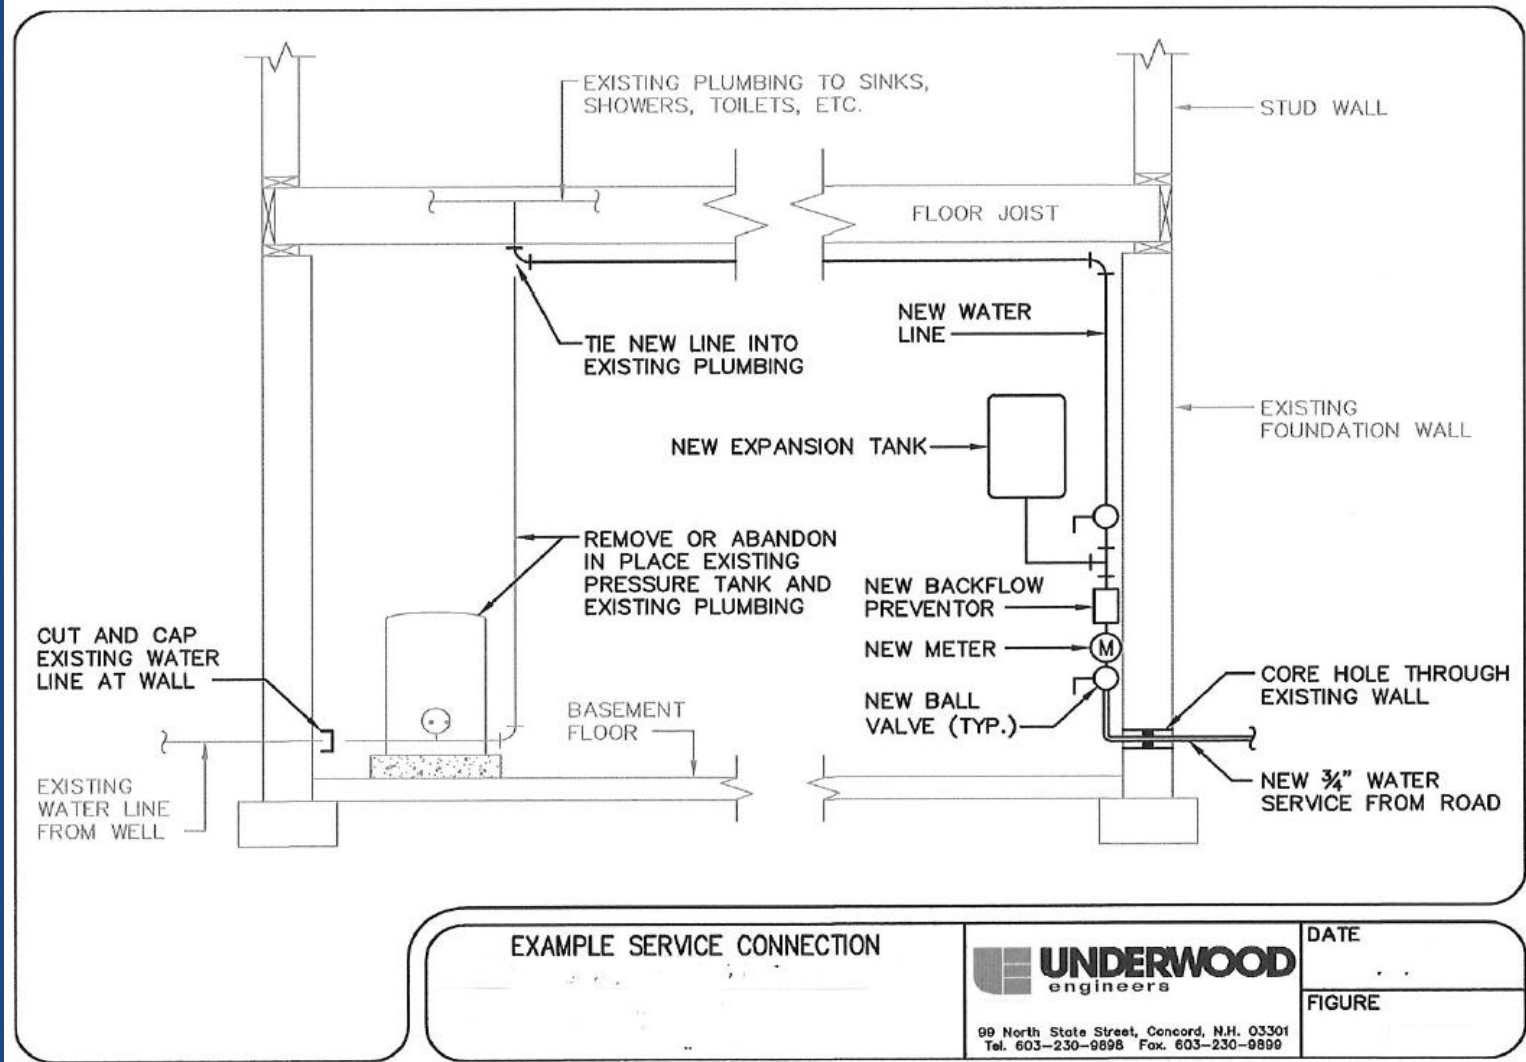 EXISTING PLUMBING TO SINKS,
SHOWERS, TOILETS, ETC.
STUD WALL
FLOOR JOIST
NEW WATER
LINE
TIE NEW LINE INTO
EXISTING PLUMBING
EXISTING
FOUNDATION WALL
NEW EXPANSION TANK
REMOVE OR ABANDON
IN PLACE EXISTING
PRESSURE TANK AND
EXISTING PLUMBING
NEW BACKFLOW
PREVENTOR
CUT AND CAP
EXISTING WATER
LINE AT WALL
NEW METER
M
CORE HOLE THROUGH
EXISTING WALL
NEW BALL
VALVE (TYP.)
BASEMENT
FLOOR
EXISTING
WATER LINE
FROM WELL
NEW ¾" WATER
SERVICE FROM ROAD
EXAMPLE SERVICE CONNECTION
UNDERWOOD
engineers
99 North State Street, Concord, N.H. 03301
Tel. 603-230-9898 Fax. 603-230-9899
DATE
FIGURE